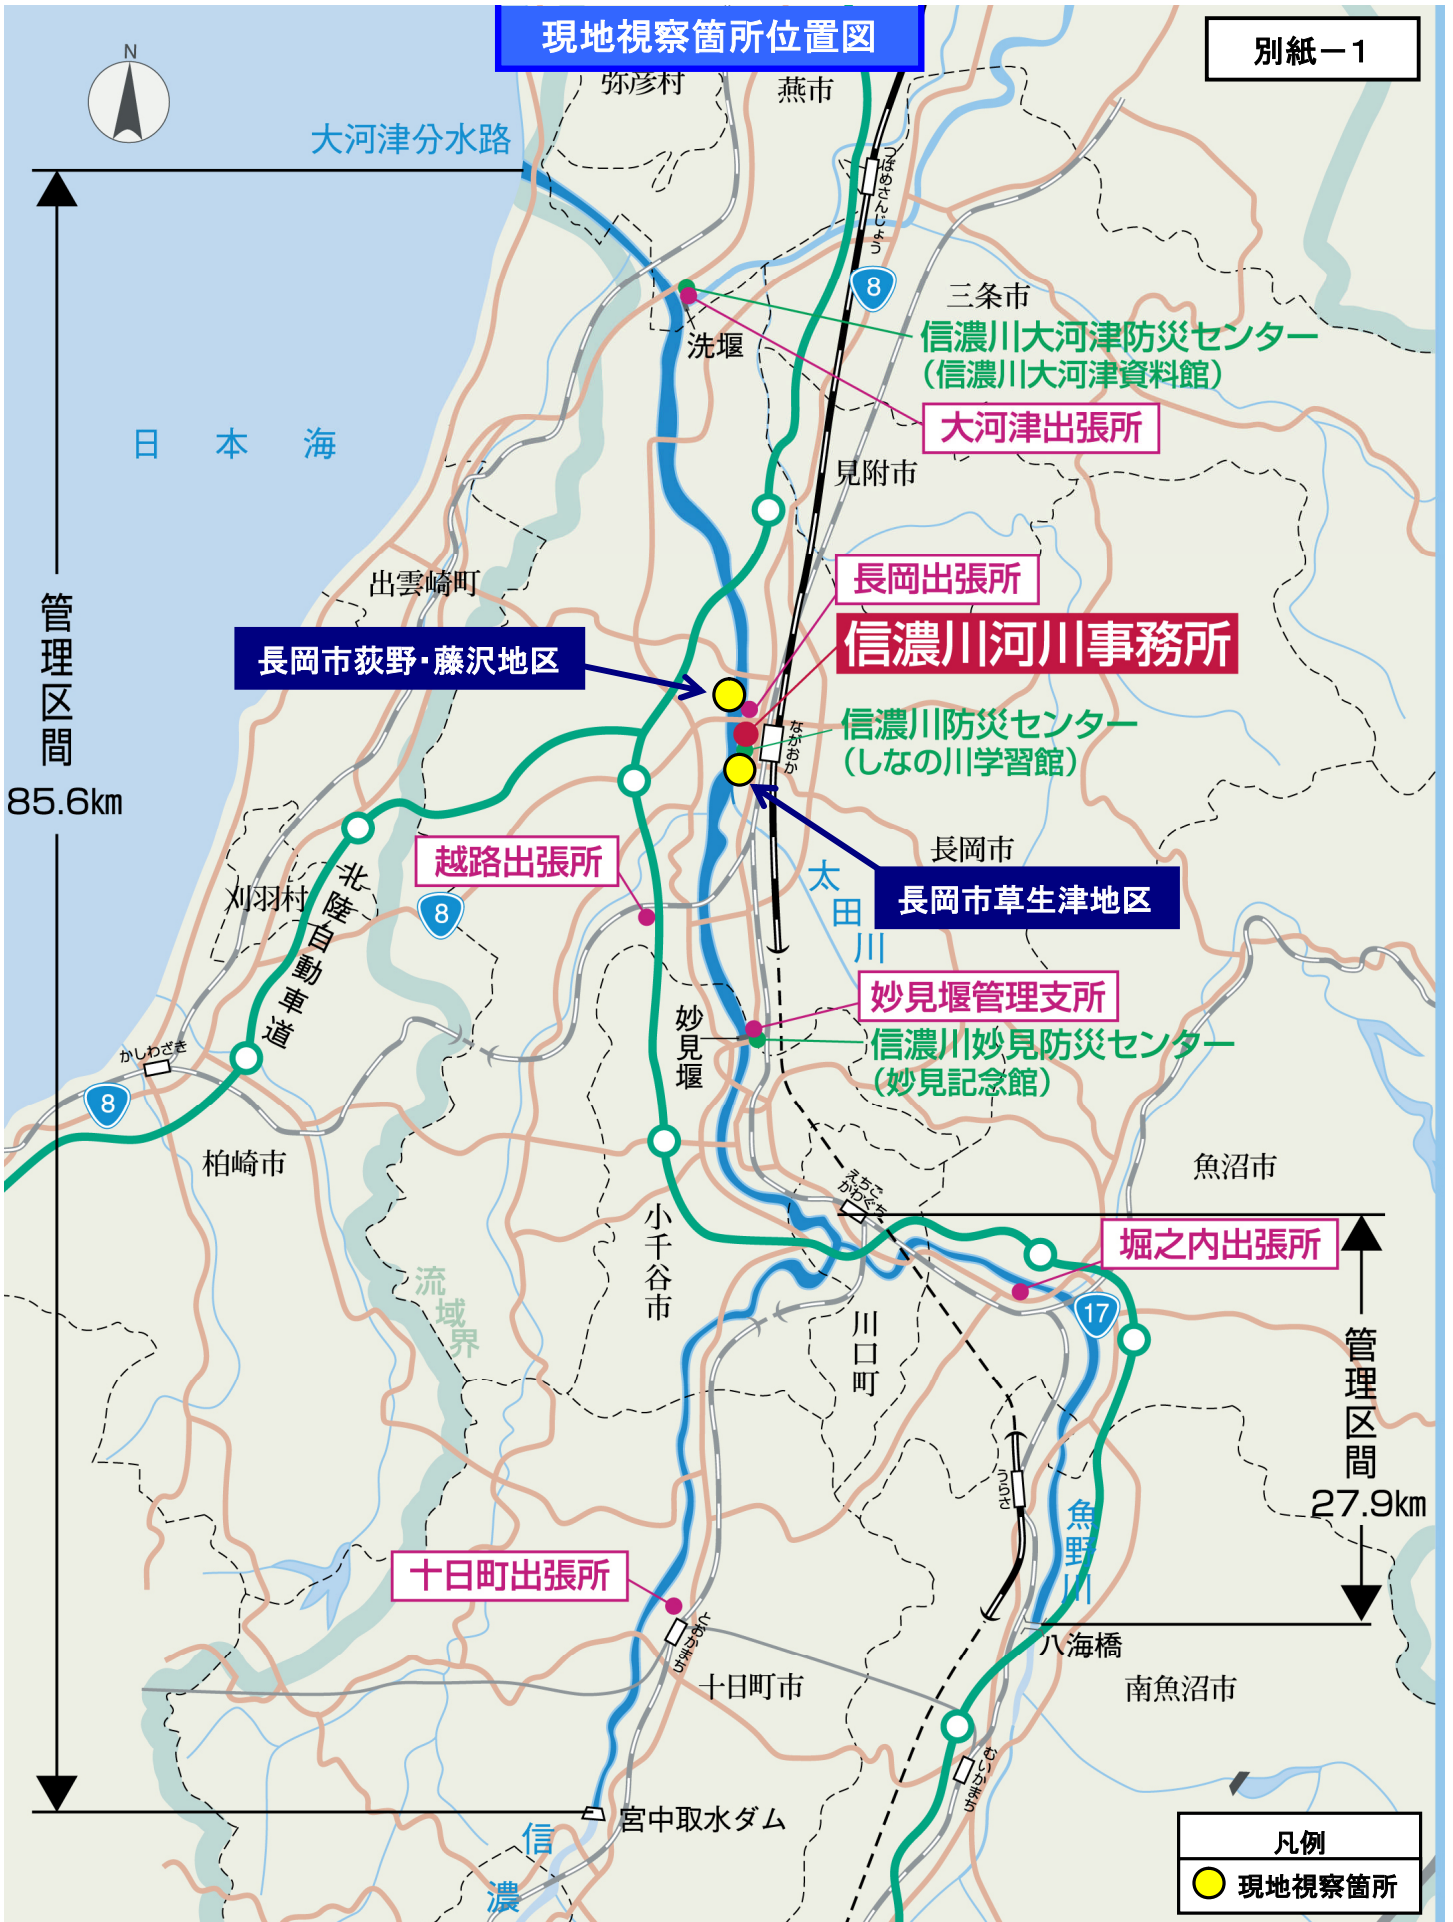 現地視察箇所位置図
別紙－1
N
弥彦村
燕市
大河津分水路
つばめさんじょう
8
三条市
信濃川大河津防災センター
（信濃川大河津資料館）
洗堰
大河津出張所
日本海
見附市
長岡出張所
出雲崎町
管理区間
85.6km
信濃川河川事務所
長岡市荻野・藤沢地区
信濃川防災センター
（しなの川学習館）
ながおか
長岡市
越路出張所
太田川
長岡市草生津地区
刈羽村
北陸自動車道
8
妙見堰管理支所
妙見堰
信濃川妙見防災センター
（妙見記念館）
かしわざき
8
柏崎市
魚沼市
えちご
かわぐち
小千谷市
堀之内出張所
流域界
17
川口町
管理区間
27.9km
うらさ
魚野川
十日町出張所
とおかまち
八海橋
十日町市
南魚沼市
むいかまち
宮中取水ダム
信濃
凡例
現地視察箇所